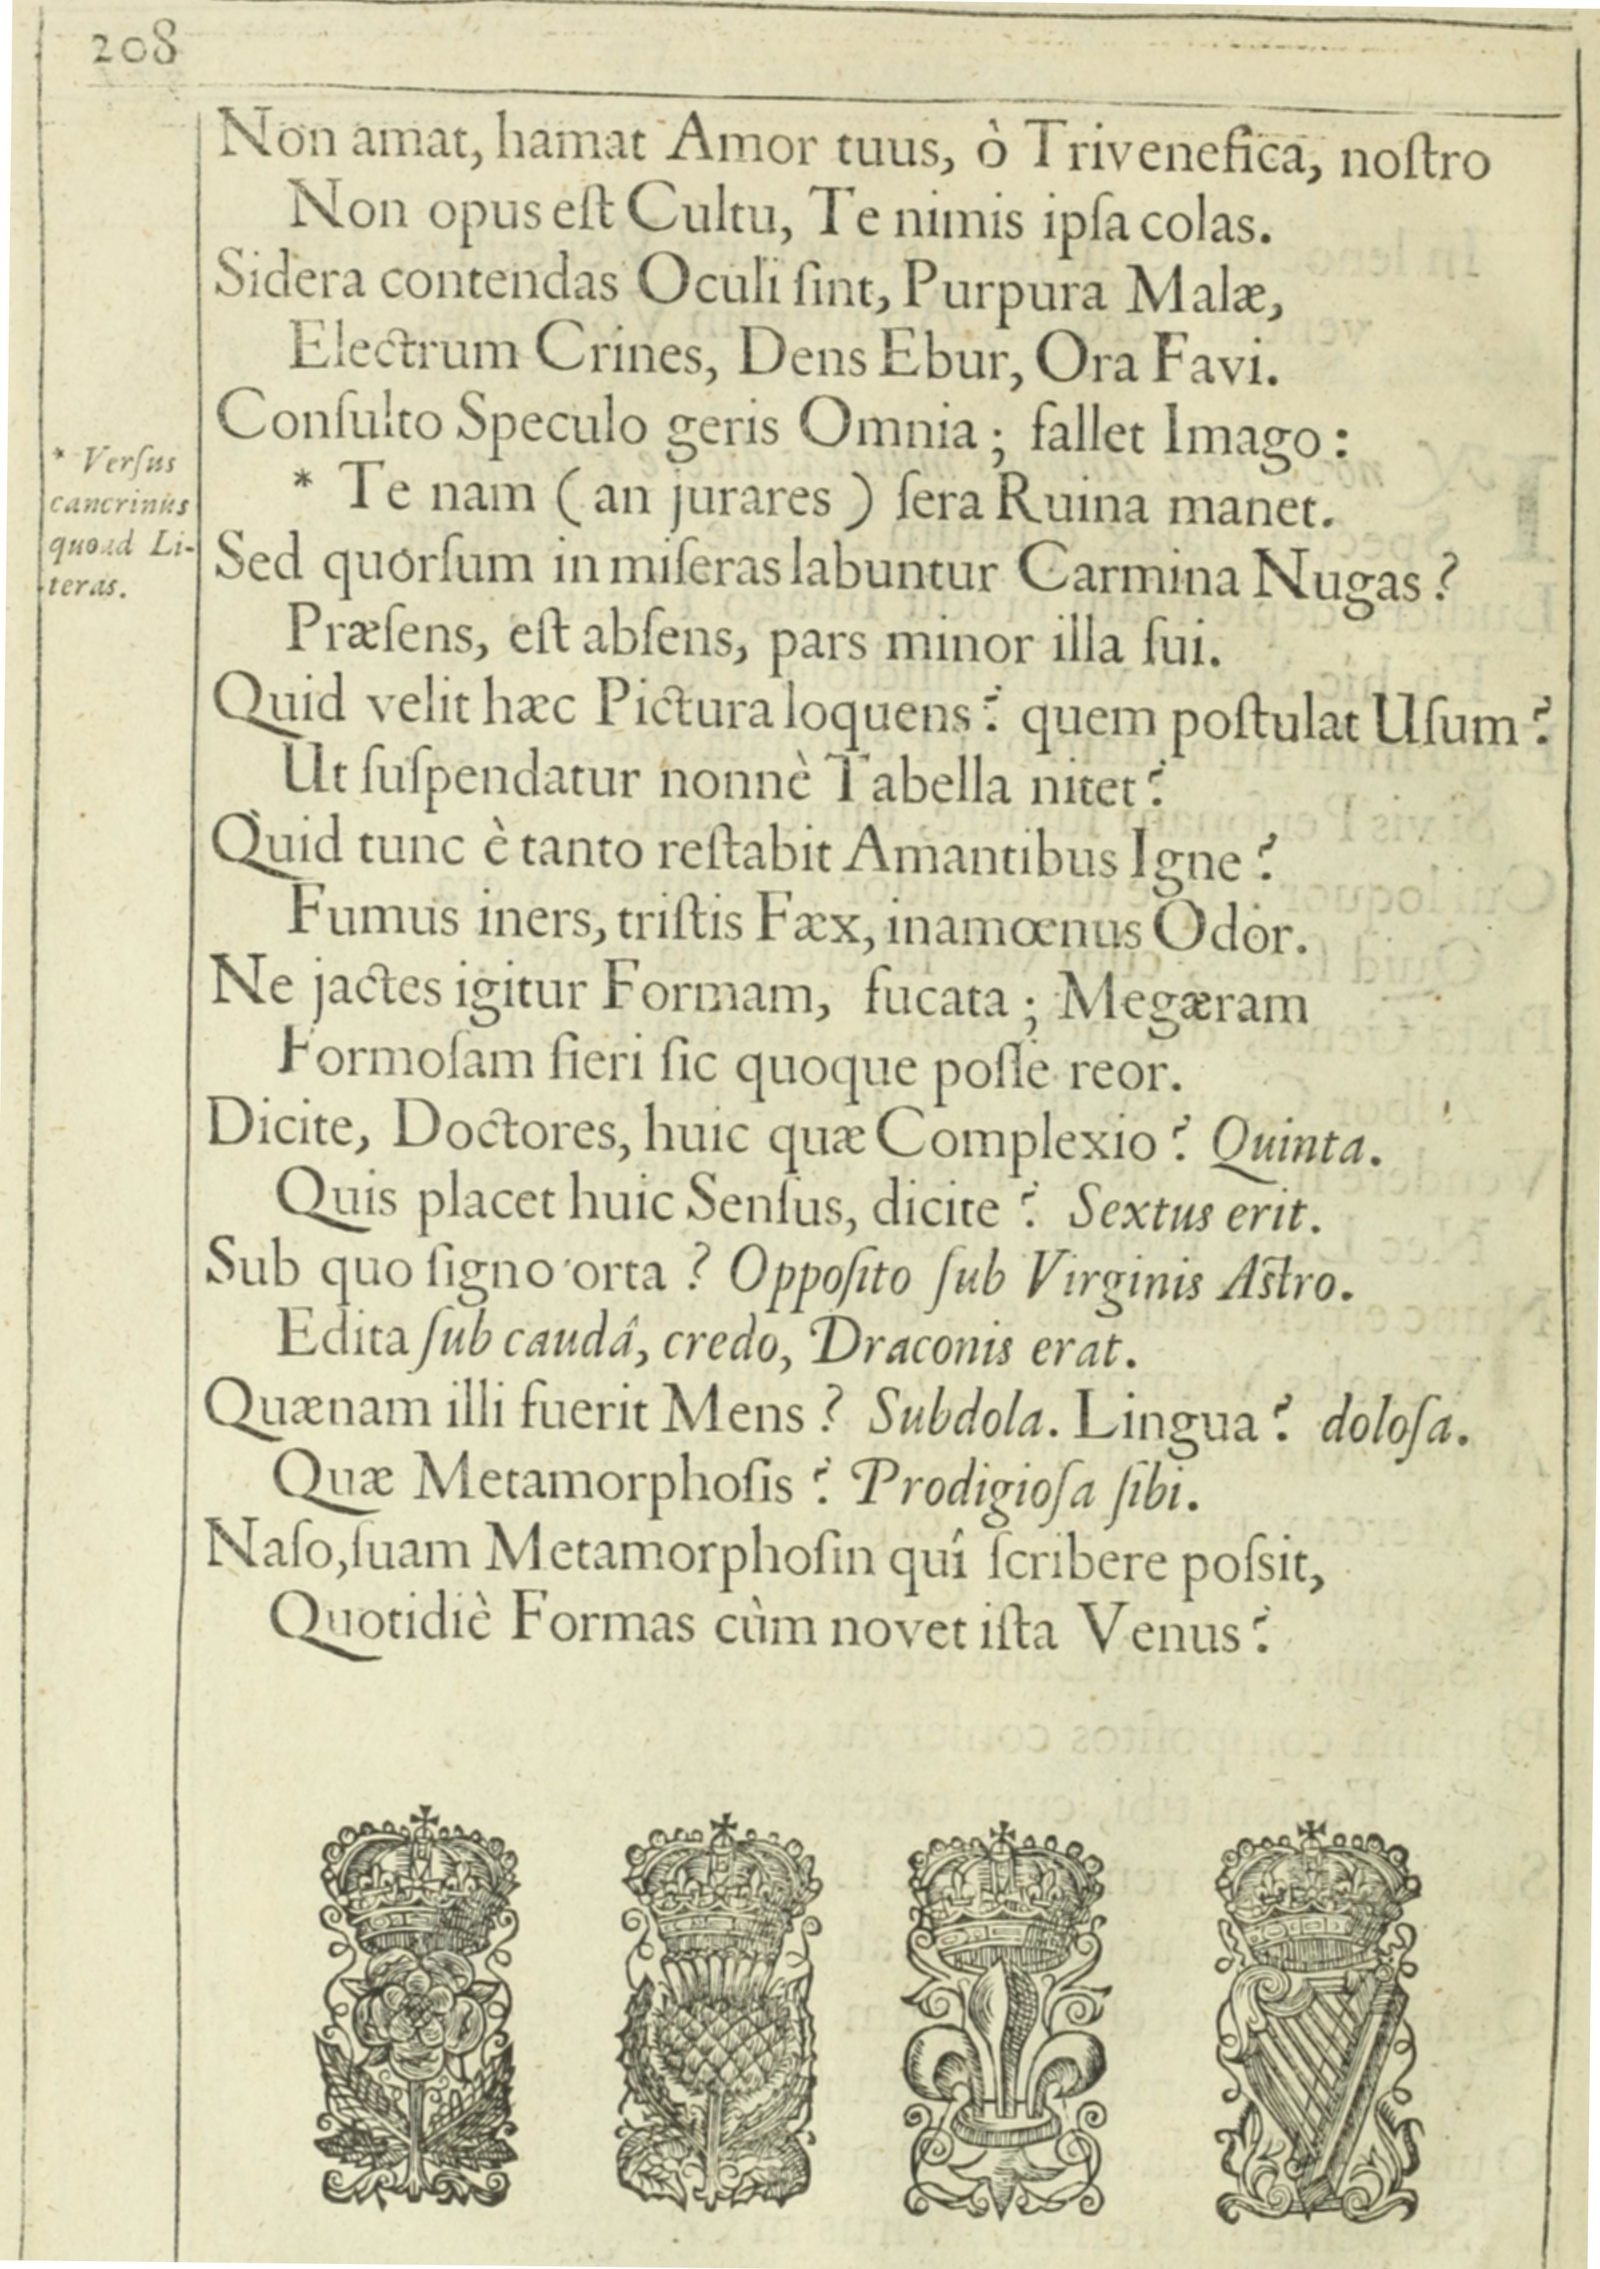 208
Non amat, hamat Amor tuus, ò Trivenefica, noſtro
Non opus eſt Cultu, Te nimis ipſa colas.
Sidera contendas Oculi ſint, Purpura Malæ,
Electrum Crines, Dens Ebur, Ora Favi.
Conſulto Speculo geris Omnia; fallet Imago:
* Te nam (an jurares) ſera Ruina manet.
* Verſus
cancrinus
quoad Li-
teras.
Sed quorſum in miſeras labuntur Carmina Nugas?
Præſens, eſt abſens, pars minor illa ſui.
Quid velit hæc Pictura loquens? quem poſtulat Uſum?
Ut ſuſpendatur nonnè Tabella nitet?
Quid tunc è tanto reſtabit Amantibus Igne?
Fumus iners, triſtis Fæx, inamœnus Odor.
Ne jactes igitur Formam, fucata; Megæram
Formoſam fieri ſic quoque poſſe reor.
Dicite, Doctores, huic quæ Complexio? Quinta.
Quis placet huic Senſus, dicite? Sextus erit.
Sub quo ſigno orta? Oppoſito ſub Virginis Aſtro.
Edita ſub caudâ, credo, Draconis erat.
Quænam illi fuerit Mens? Subdola. Lingua? doloſa.
Quæ Metamorphoſis? Prodigioſa ſibi.
Naſo, ſuam Metamorphoſin quî ſcribere poſsit,
Quotidiè Formas cùm novet iſta Venus?